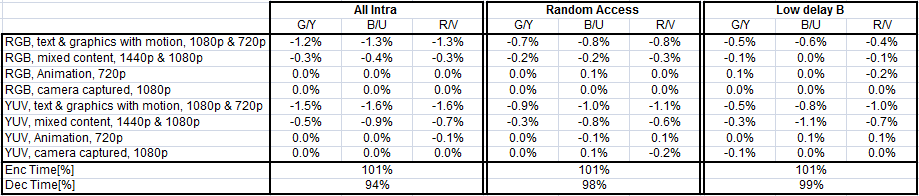 All Intra Random Access Low delay B
G/Y B/U R/V G/Y B/U R/V G/Y B/U R/V
RGB, text & graphics with motion, 1080p & 720p -1.2% -1.3% -1.3% -0.7% -0.8% -0.8% -0.5% -0.6% -0.4%
RGB, mixed content, 1440p & 1080p -0.3% -0.4% -0.3% -0.2% -0.2% -0.3% -0.1% 0.0% -0.1%
RGB, Animation, 720p 0.0% 0.0% 0.0% 0.0% 0.1% 0.0% 0.1% 0.0% -0.2%
RGB, camera captured, 1080p 0.0% 0.0% 0.0% 0.0% 0.0% 0.0% 0.0% 0.0% 0.0%
YUV, text & graphics with motion, 1080p & 720p -1.5% -1.6% -1.6% -0.9% -1.0% -1.1% -0.5% -0.8% -1.0%
YUV, mixed content, 1440p & 1080p -0.5% -0.9% -0.7% -0.3% -0.8% -0.6% -0.3% -1.1% -0.7%
YUV, Animation, 720p 0.0% 0.0% -0.1% 0.0% -0.1% 0.1% 0.0% 0.1% 0.1%
YUV, camera captured, 1080p 0.0% 0.0% 0.0% 0.0% 0.1% -0.2% -0.1% 0.0% 0.0%
Enc Time[%] 101% 101% 101%
Dec Time[%] 94% 98% 99%